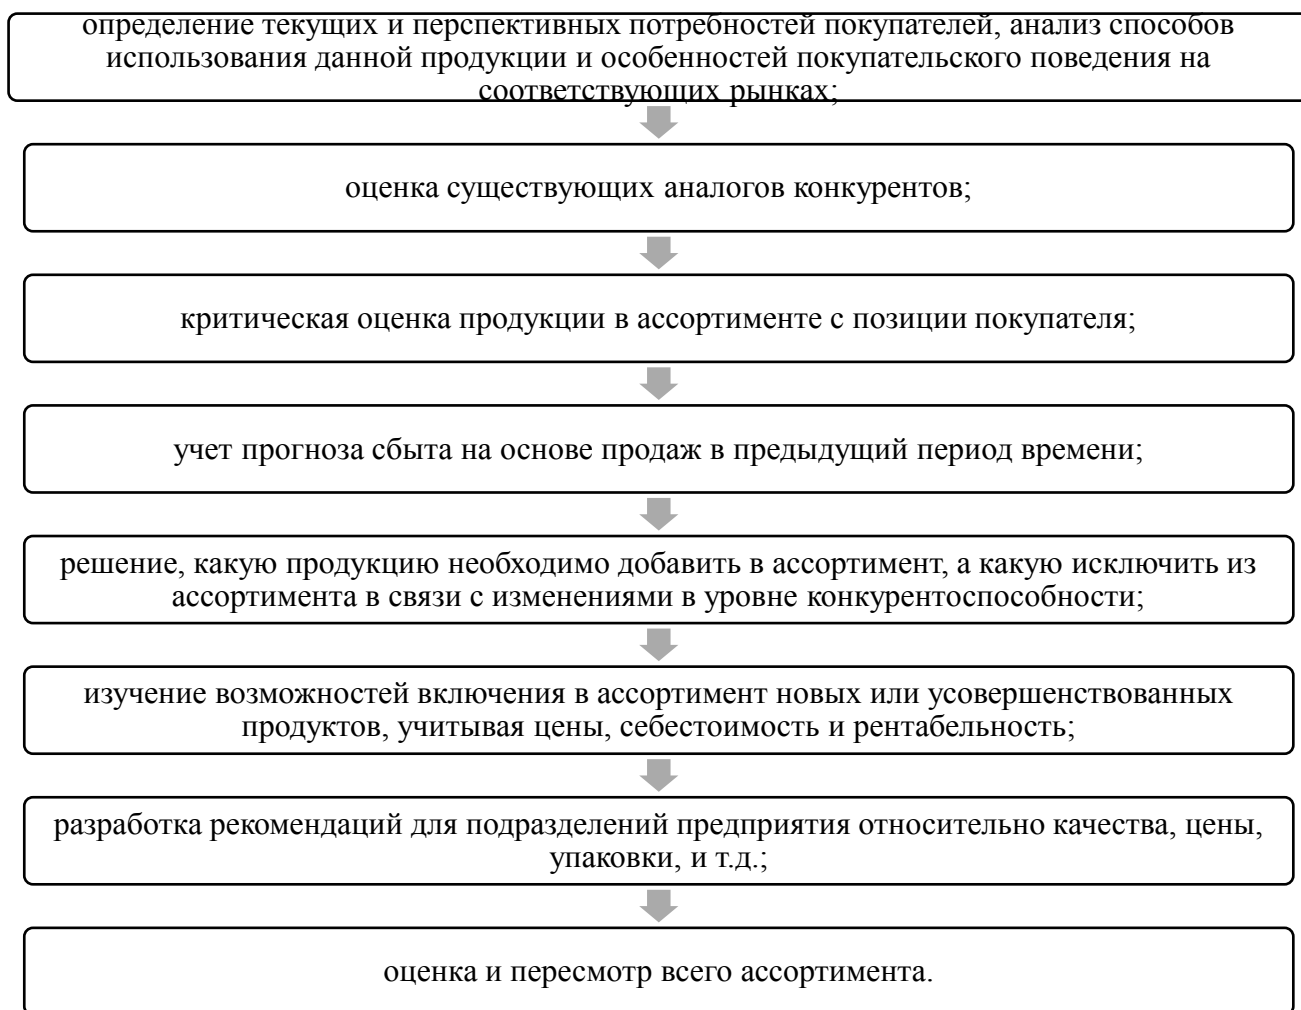 определение текущих и перспективных потребностей покупателей, анализ способов
использования данной продукции и особенностей покупательского поведения на
соответствующих рынках;
оценка существующих аналогов конкурентов;
критическая оценка продукции в ассортименте с позиции покупателя;
учет прогноза сбыта на основе продаж в предыдущий период времени;
решение, какую продукцию необходимо добавить в ассортимент, а какую исключить из
ассортимента в связи с изменениями в уровне конкурентоспособности;
изучение возможностей включения в ассортимент новых или усовершенствованных
продуктов, учитывая цены, себестоимость и рентабельность;
разработка рекомендаций для подразделений предприятия относительно качества, цены,
упаковки, и т.д.;
оценка и пересмотр всего ассортимента.